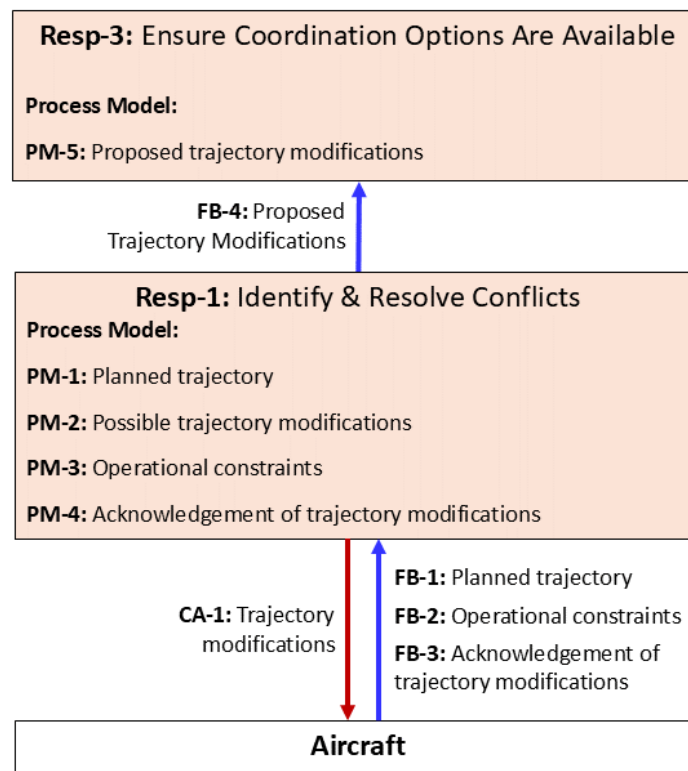 Resp-3: Ensure Coordination Options Are Available
Process Model:
PM-5: Proposed trajectory modifications
FB-4: Proposed
Trajectory Modifications
Resp-1: Identify & Resolve Conflicts
Process Model:
PM-1: Planned trajectory
PM-2: Possible trajectory modifications
PM-3: Operational constraints
PM-4: Acknowledgement of trajectory modifications
CA-1: Trajectory
modifications
FB-1: Planned trajectory
FB-2: Operational constraints
FB-3: Acknowledgement of
trajectory modifications
Aircraft